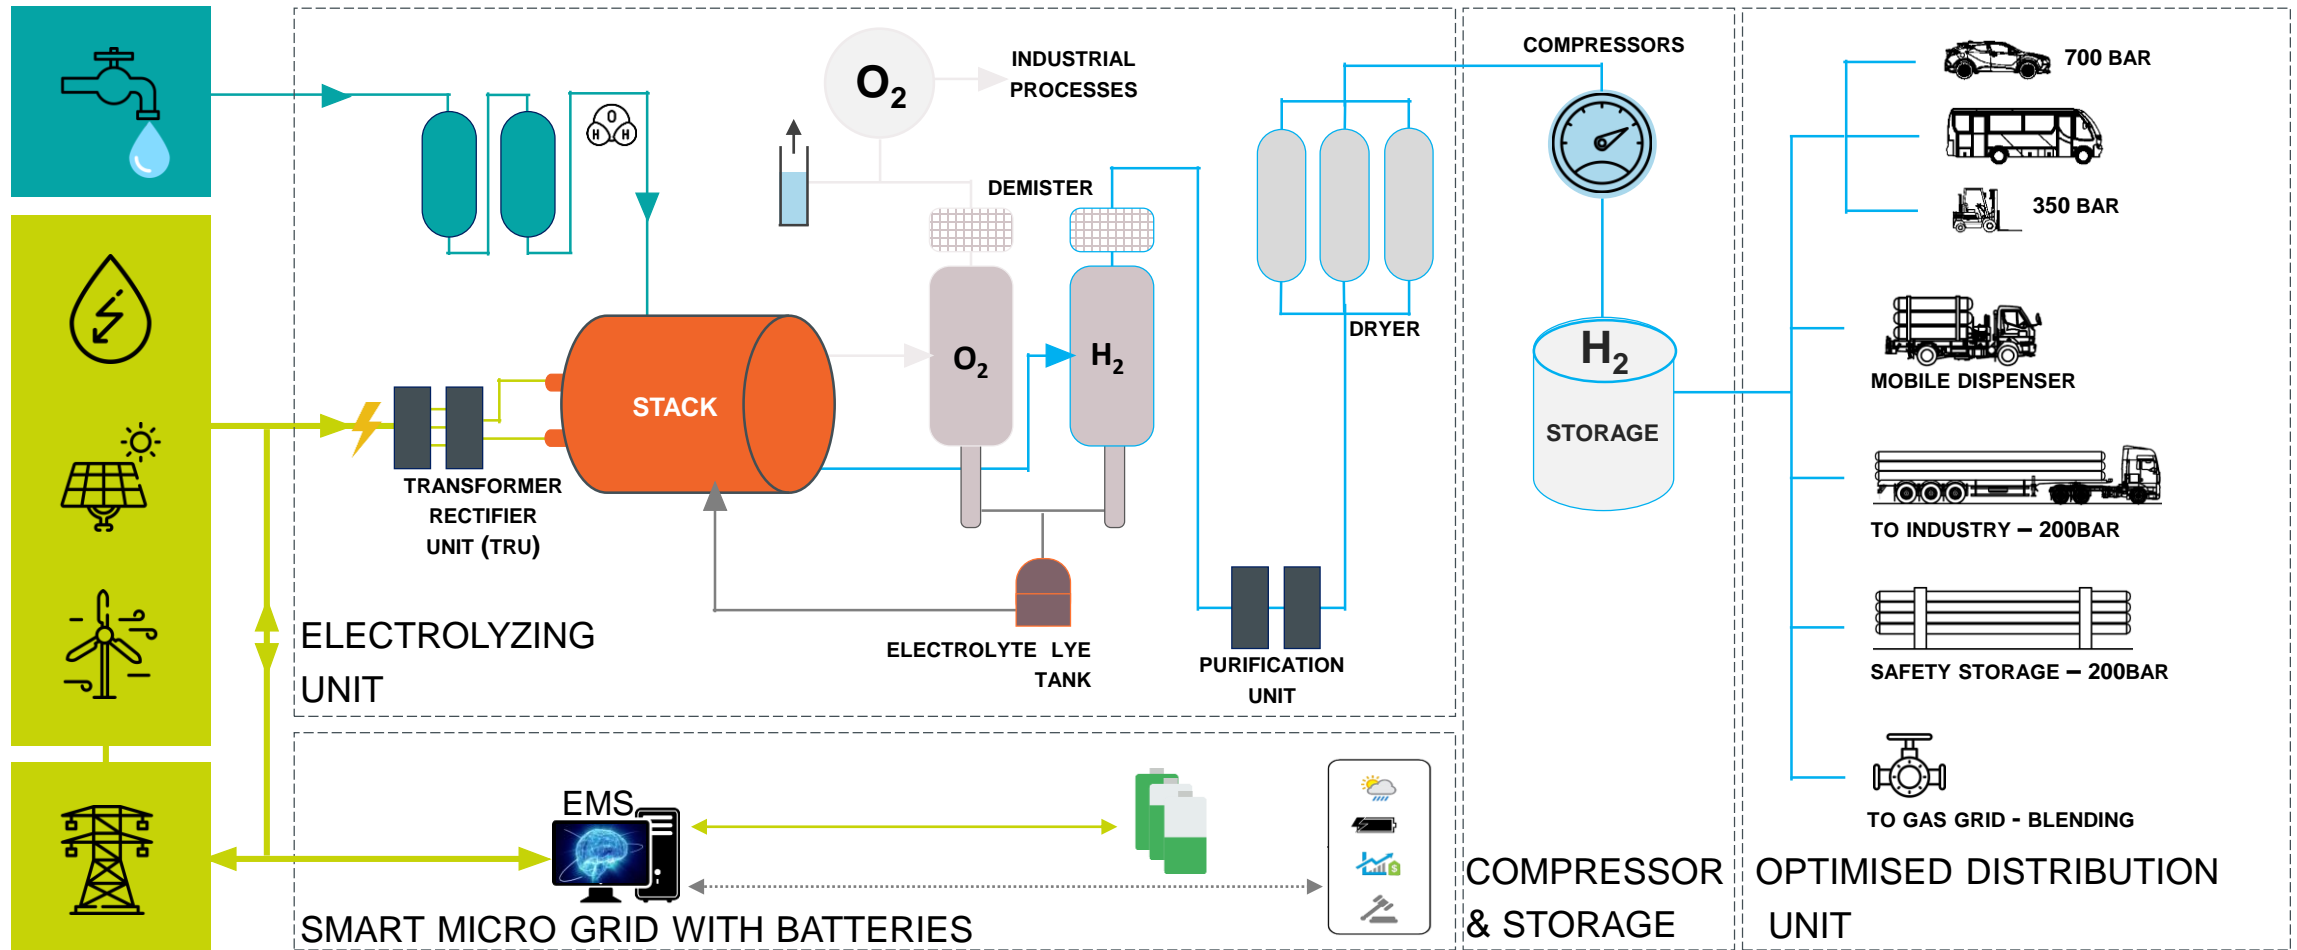 O2
INDUSTRIAL
PROCESSES
O
H H
DEMISTER
O2
H2
STACK
TRANSFORMER
RECTIFIER
UNIT (TRU)
ELECTROLYTE LYE
TANK
PURIFICATION
UNIT
DRYER
ELECTROLYZING
UNIT
EMS
$
SMART MICRO GRID WITH BATTERIES
COMPRESSORS
H2
STORAGE
COMPRESSOR
& STORAGE
700 BAR
350 BAR
MOBILE DISPENSER
TO INDUSTRY – 200BAR
SAFETY STORAGE – 200BAR
TO GAS GRID - BLENDING
OPTIMISED DISTRIBUTION
UNIT